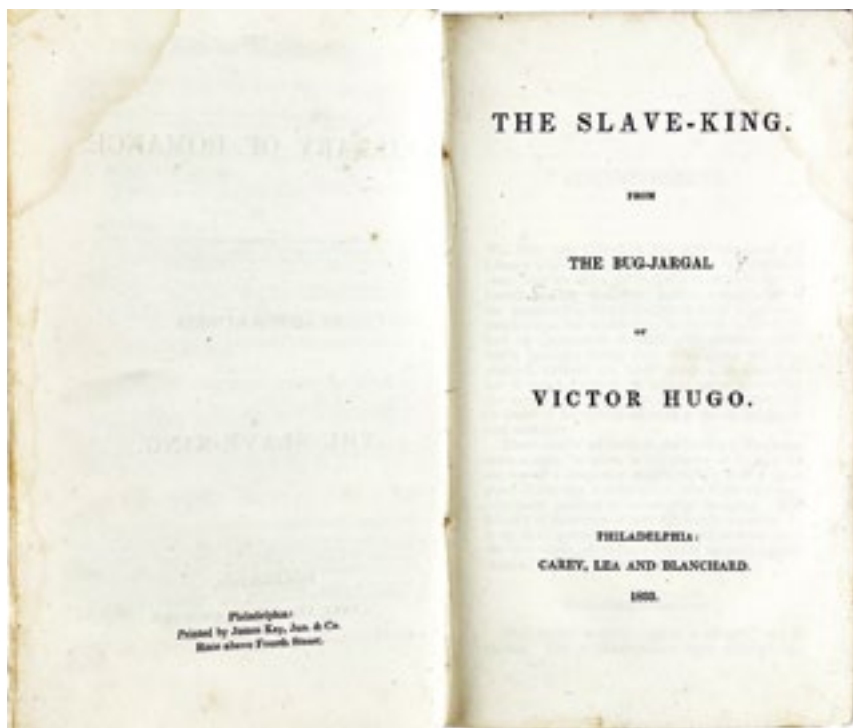 Philadelphia:
Printed by James Kay, Jun. & Co.
Race above Fourth Street.
THE SLAVE-KING.
FROM
THE BUG-JARGAL
OF
VICTOR HUGO.
PHILADELPHIA:
CAREY, LEA AND BLANCHARD.
1833.